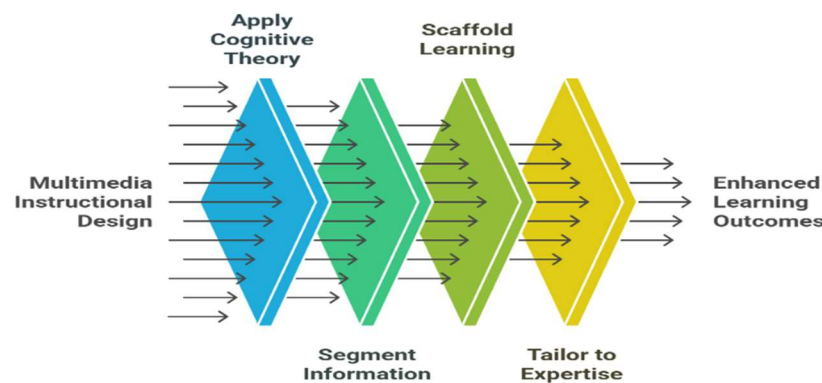 Apply
Cognitive
Theory
Scaffold
Learning
Multimedia
Instructional
Design
Enhanced
Learning
Outcomes
Segment
Information
Tailor to
Expertise